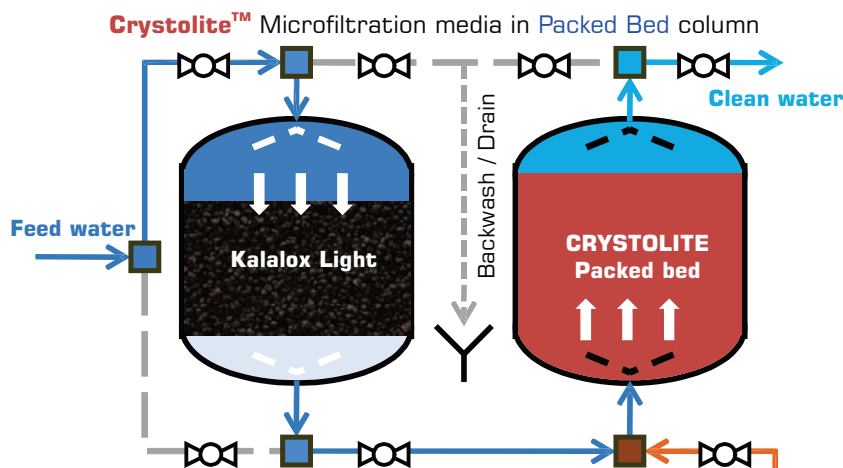 Crystolite™ Microfiltration media in Packed Bed column
Clean water
Feed water
Backwash / Drain
Kalalox Light
CRYSTOLITE
Packed bed